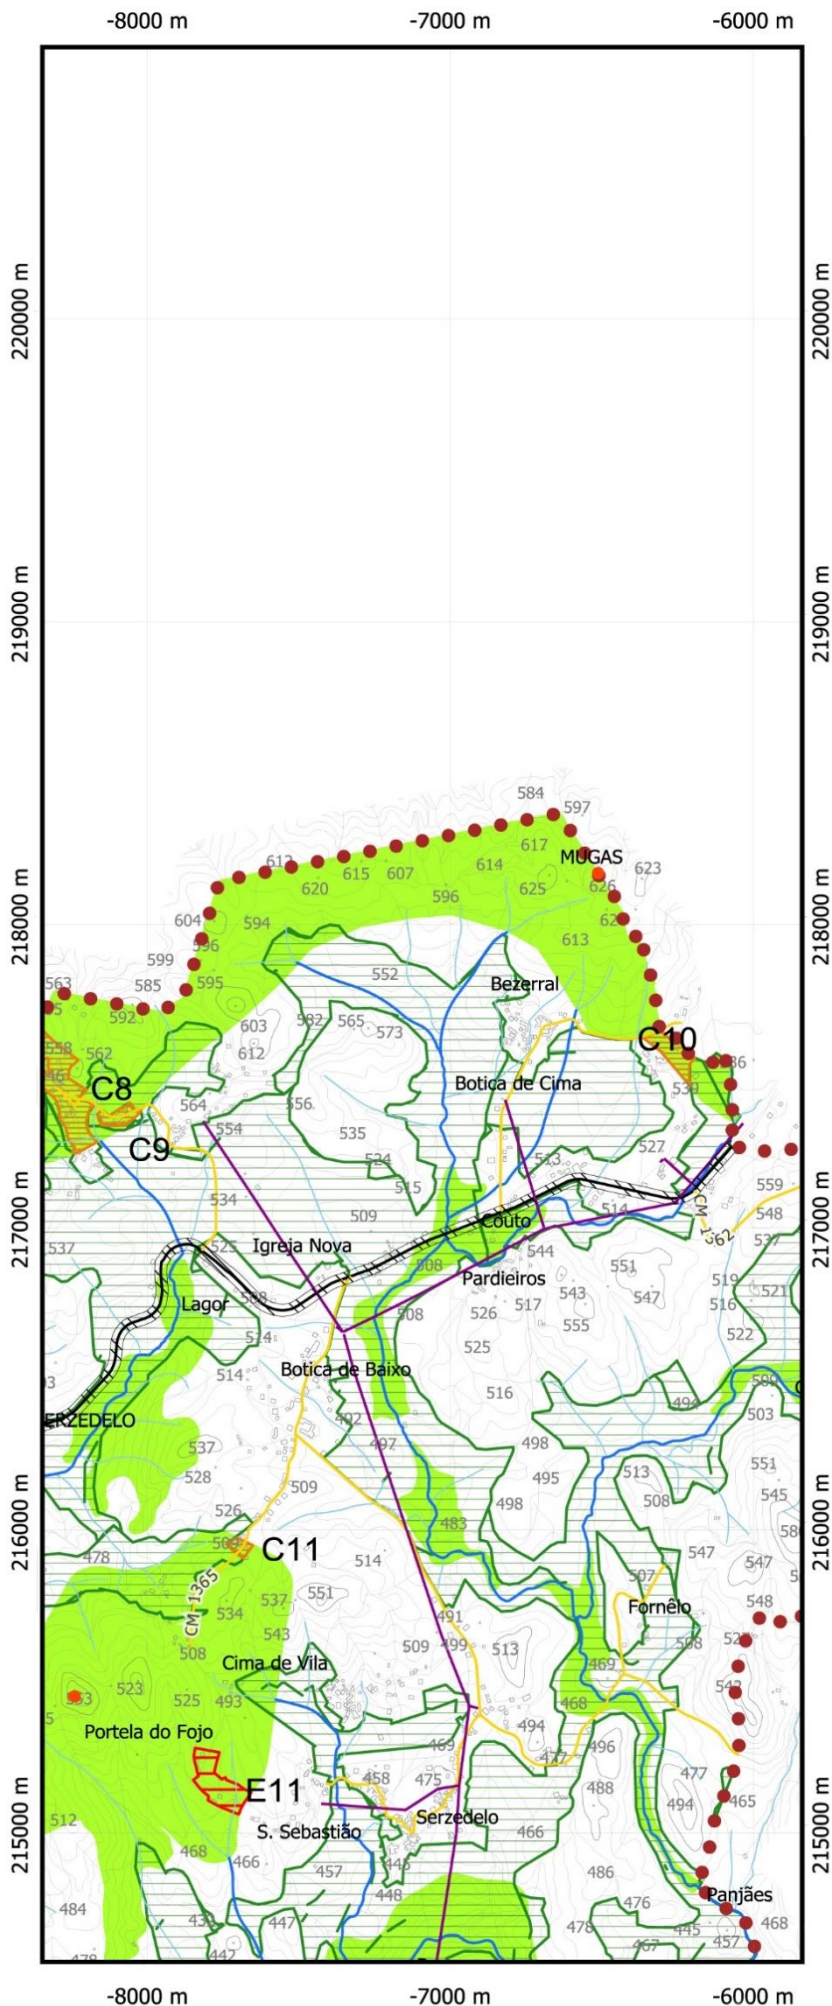 -8000 m -7000 m -6000 m
220000 m 220000 m
219000 m 219000 m
218000 m 218000 m
217000 m 217000 m
216000 m 216000 m
215000 m 215000 m
584 597
617
612 615 607 614 MUGAS 623
620 596 625 626
604 594 613
599
563 585 595 552 Bezerral
592
603 582 565 573
558 562 612 C10
C8 Botica de Cima 539
564 556
554 535 527
C9 524 513
515 559
534 509 514 548
CM 1562
537 525 Igreja Nova Couto 544 537
508 Pardieiros 551 519 521
Lagor 508 543 547 516
508 526 517 555 522
514 525
514 Botica de Baixo 516 494 503
ERZEDELO 492
537 497 498 551
528 495 513 545
509 508
526 498
483
C11 547 547
478 514
CM-1365 507 548
534 537 551 491 Fornêlo
543 509 499 513 508
508 Cima de Vila 469
523 525 493 468
Portela do Fojo 494
469 477 496
458 475 477
E11 488 494 465
512 S. Sebastião Serzedelo
468 466 457 466
448 486
484 447 476 Panjães
478 445 468
442 467 457
-8000 m -7000 m -6000 m